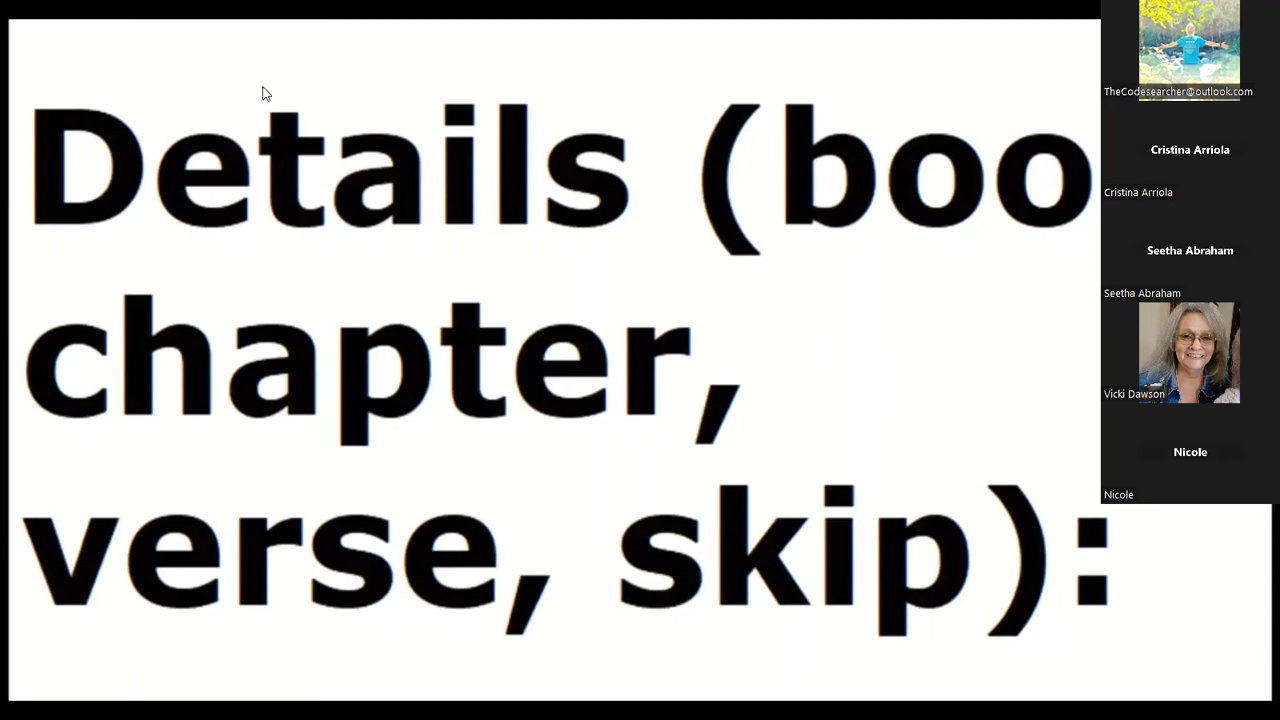 Details (boo
chapter,
verse, skip):
TheCodesearcher@outlook.com
Cristina Arriola
Cristina Arriola
Seetha Abraham
Seetha Abraham
Vicki Dawson
Nicole
Nicole